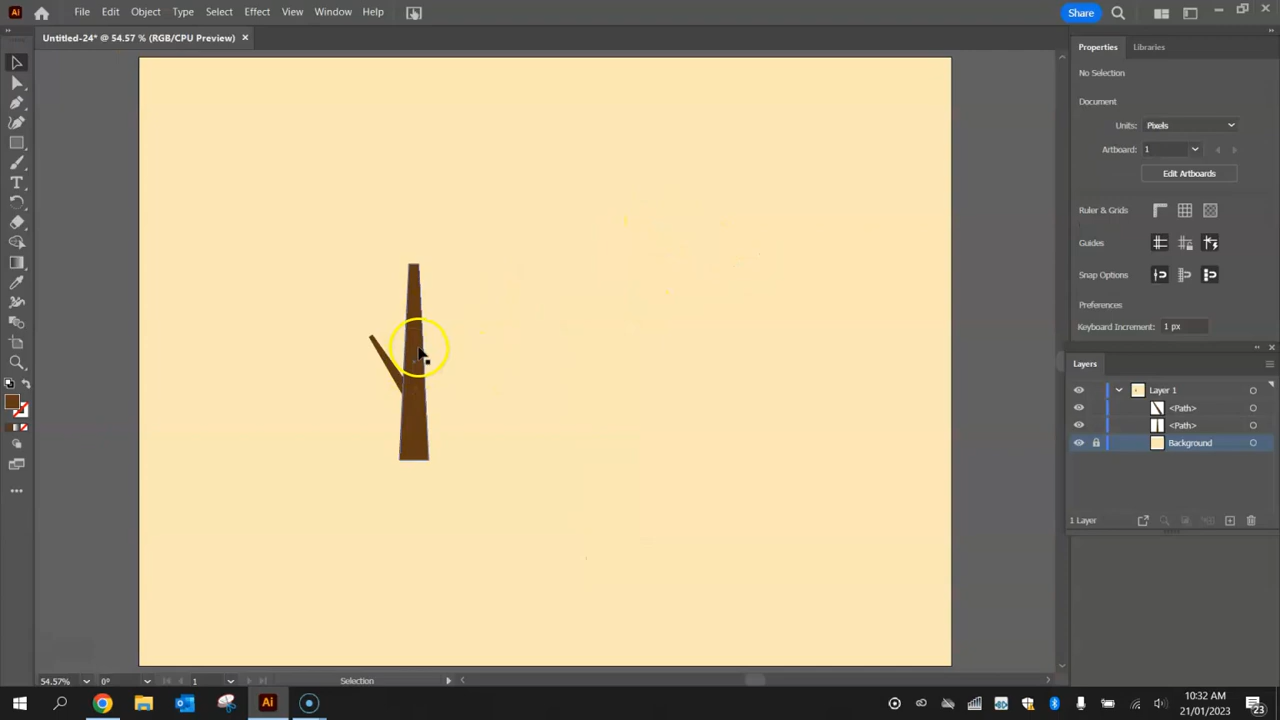 Ai File Edit Object Type Select Effect View Window Help Share
Untitled-24* @ 54.57 % (RGB/CPU Preview) ×
Properties Libraries
No Selection
Document
Units: Pixels
Artboard: 1
Edit Artboards
Ruler & Grids
Guides
Snap Options
Preferences
Keyboard Increment: 1 px
Layers
Layer 1
<Path>
<Path>
Background
1 Layer
54.57% 0° 1 Selection
Ai 10:32 AM
21/01/2023 23